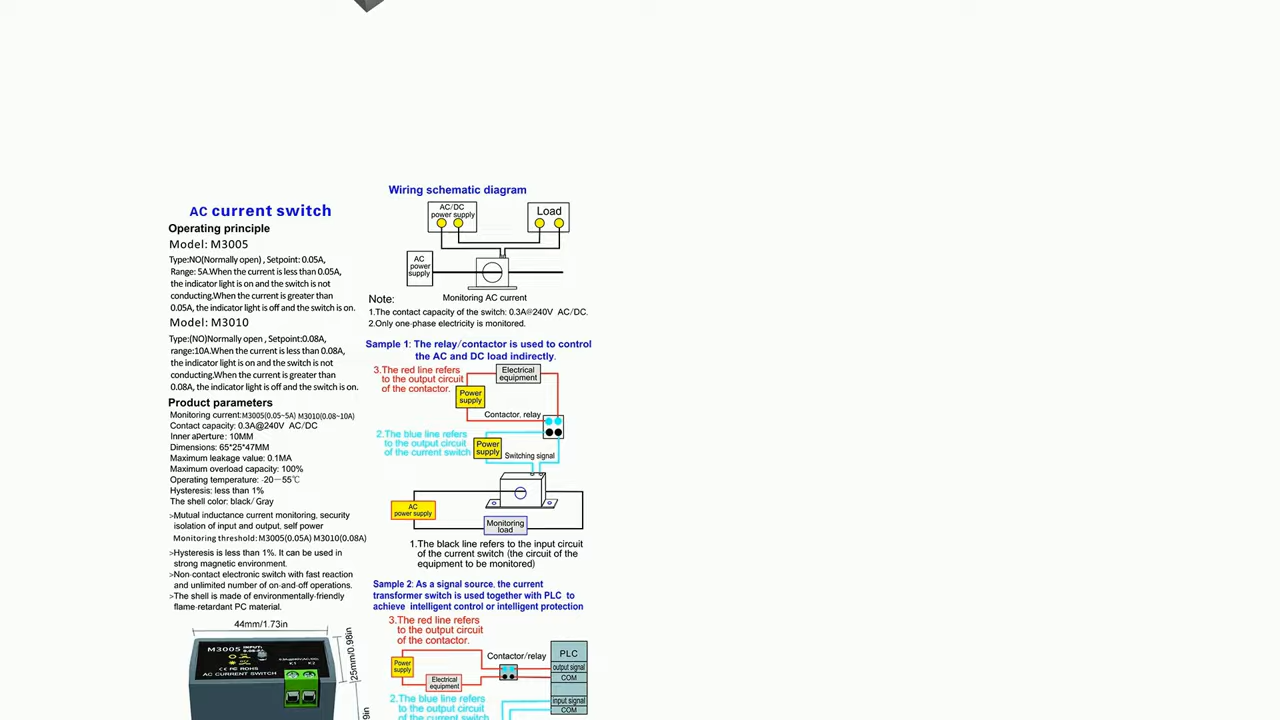 AC current switch
Operating principle
Model: M3005
Type:NO(Normally open) , Setpoint: 0.05A,
Range: 5A.When the current is less than 0.05A,
the indicator light is on and the switch is not
conducting.When the current is greater than
0.05A, the indicator light is off and the switch is on.
Model: M3010
Type:(NO)Normally open , Setpoint:0.08A,
range:10A.When the current is less than 0.08A,
the indicator light is on and the switch is not
conducting.When the current is greater than
0.08A, the indicator light is off and the switch is on.
Product parameters
Monitoring current:M3005(0.05~5A) M3010(0.08~10A)
Contact capacity: 0.3A@240V AC/DC
Inner aperture: 10MM
Dimensions: 65*25*47MM
Maximum leakage value: 0.1MA
Maximum overload capacity: 100%
Operating temperature: -20—55℃
Hysteresis: less than 1%
The shell color: black/ Gray
>Mutual inductance current monitoring, security
isolation of input and output, self power
Monitoring threshold:M3005(0.05A) M3010(0.08A)
>Hysteresis is less than 1%. It can be used in
strong magnetic environment.
>Non-contact electronic switch with fast reaction
and unlimited number of on-and-off operations.
>The shell is made of environmentally-friendly
flame-retardant PC material.
44mm/1.73in
25mm/0.98in
M3005
INPUT:
K1 K2
CE ROHS
AC CURRENT SWITCH
Wiring schematic diagram
AC/DC
power supply
Load
AC
power
supply
Monitoring AC current
Note:
1.The contact capacity of the switch: 0.3A@240V AC/DC.
2.Only one-phase electricity is monitored.
Sample 1: The relay/contactor is used to control
the AC and DC load indirectly.
3.The red line refers
to the output circuit
of the contactor.
Electrical
equipment
Power
supply
Contactor, relay
2.The blue line refers
to the output circuit
of the current switch
Power
supply
Switching signal
AC
power supply
Monitoring
load
1.The black line refers to the input circuit
of the current switch (the circuit of the
equipment to be monitored)
Sample 2: As a signal source, the current
transformer switch is used together with PLC to
achieve intelligent control or intelligent protection
3.The red line refers
to the output circuit
of the contactor.
Contactor/relay
PLC
output signal
COM
Power
supply
Electrical
equipment
input signal
COM
2.The blue line refers
to the output circuit
of the current switch